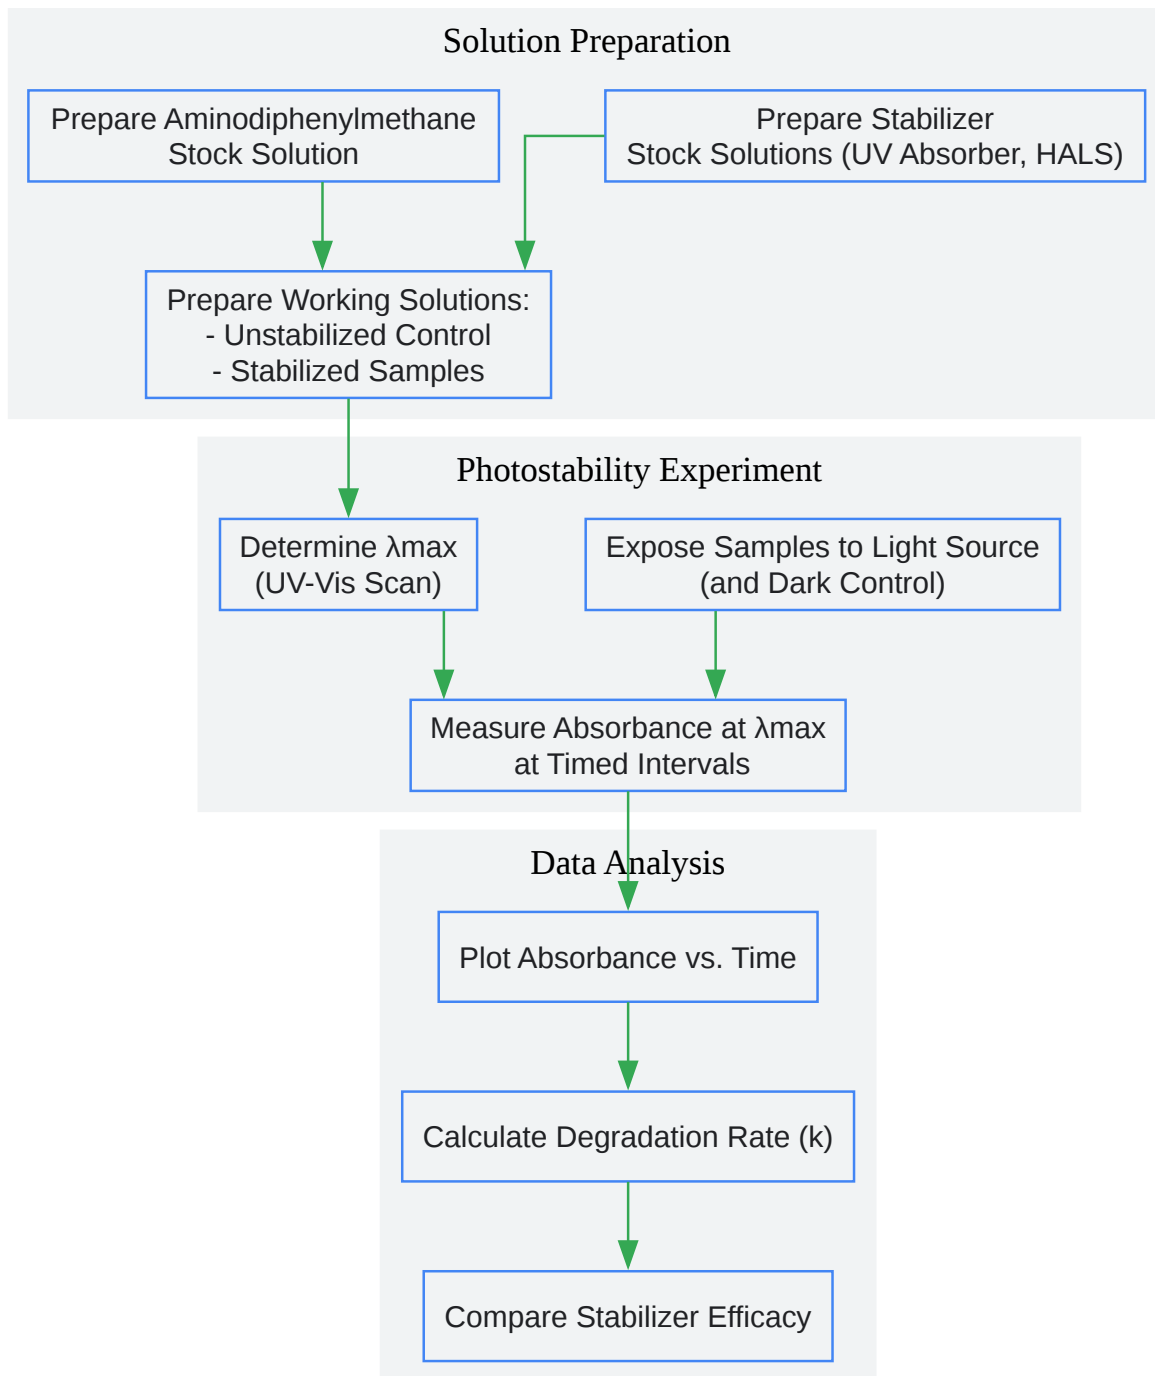 Solution Preparation
Prepare Aminodiphenylmethane
Stock Solution
Prepare Stabilizer
Stock Solutions (UV Absorber, HALS)
Prepare Working Solutions:
- Unstabilized Control
- Stabilized Samples
Photostability Experiment
Determine λmax
(UV-Vis Scan)
Expose Samples to Light Source
(and Dark Control)
Measure Absorbance at λmax
at Timed Intervals
Data Analysis
Plot Absorbance vs. Time
Calculate Degradation Rate (k)
Compare Stabilizer Efficacy